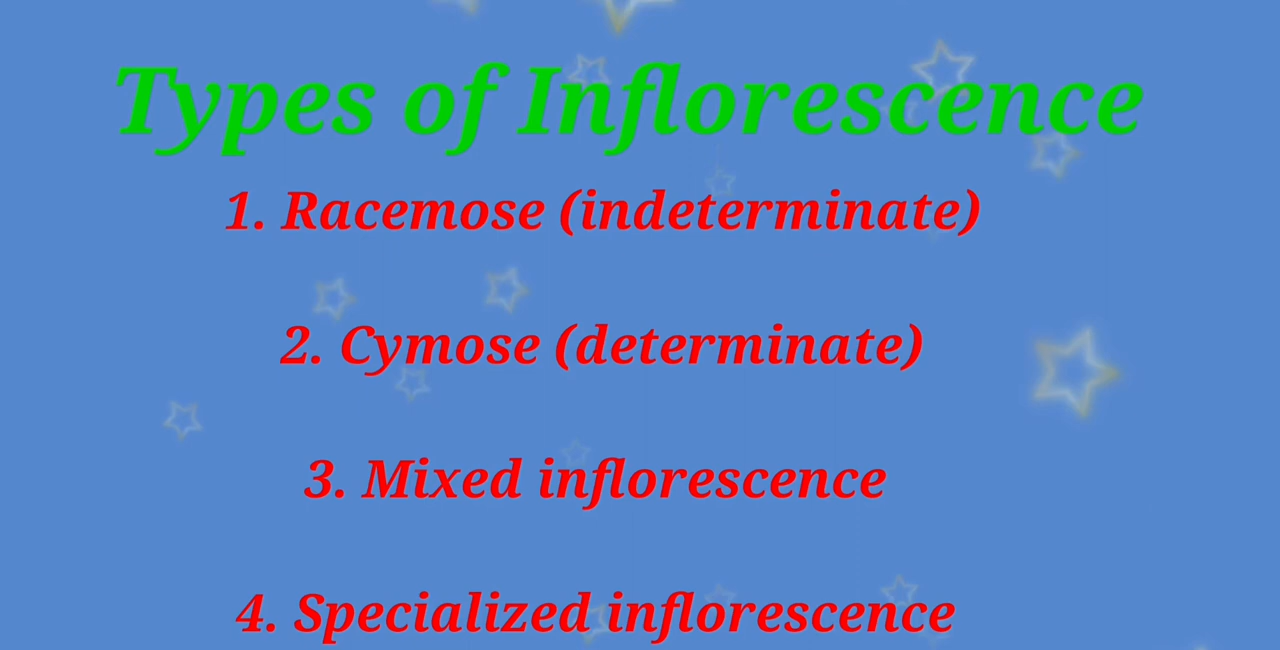 Types of Inflorescence
1. Racemose (indeterminate)
2. Cymose (determinate)
3. Mixed inflorescence
4. Specialized inflorescence